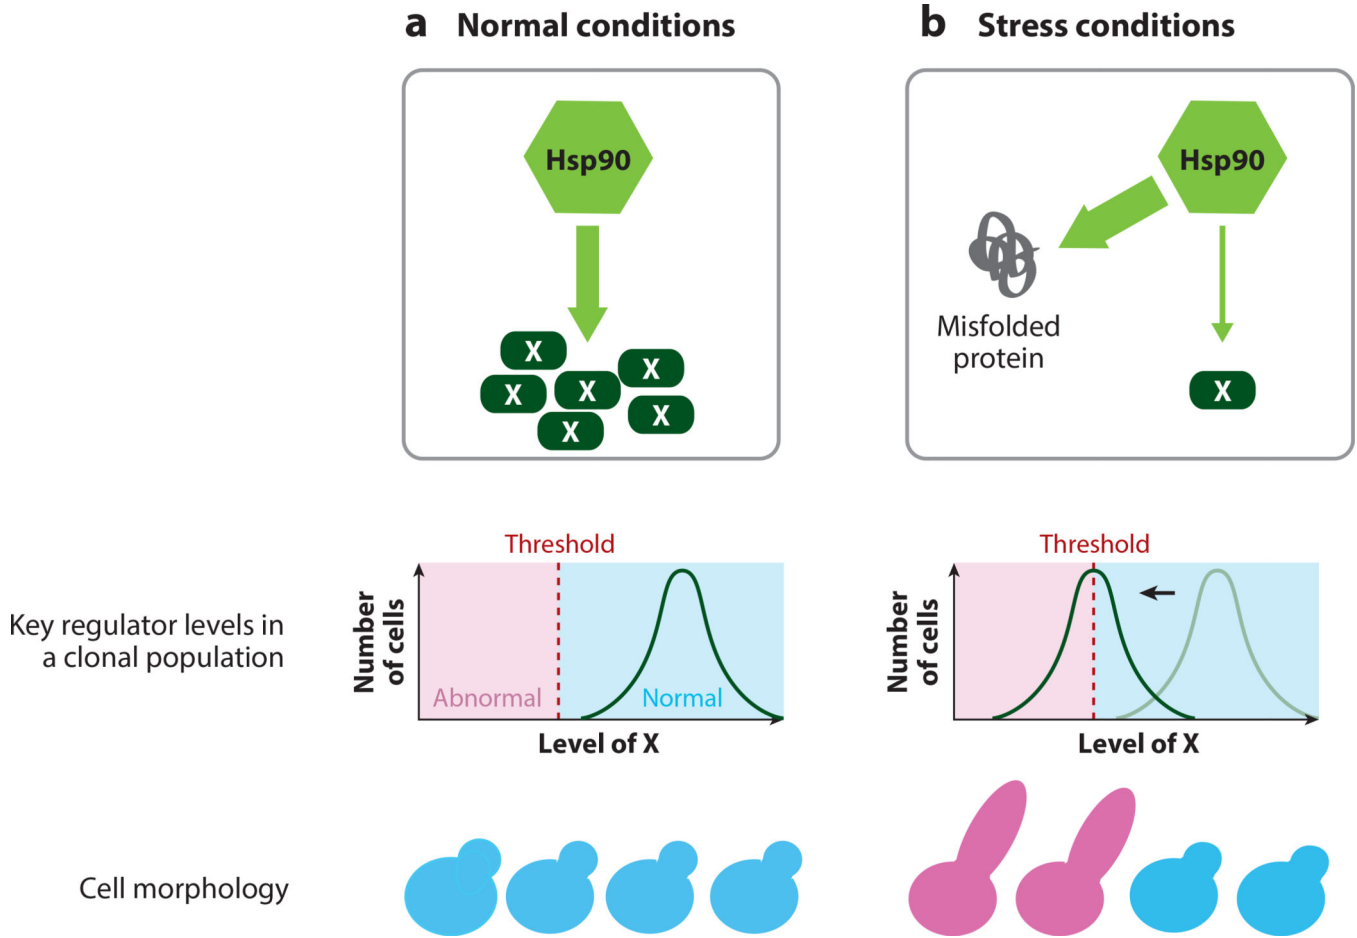 a Normal conditions
Hsp90
X
X
X
X
X
X
b Stress conditions
Hsp90
Misfolded
protein
X
Key regulator levels in
a clonal population
Threshold
Number
of cells
Abnormal
Normal
Level of X
Threshold
Number
of cells
Level of X
Cell morphology